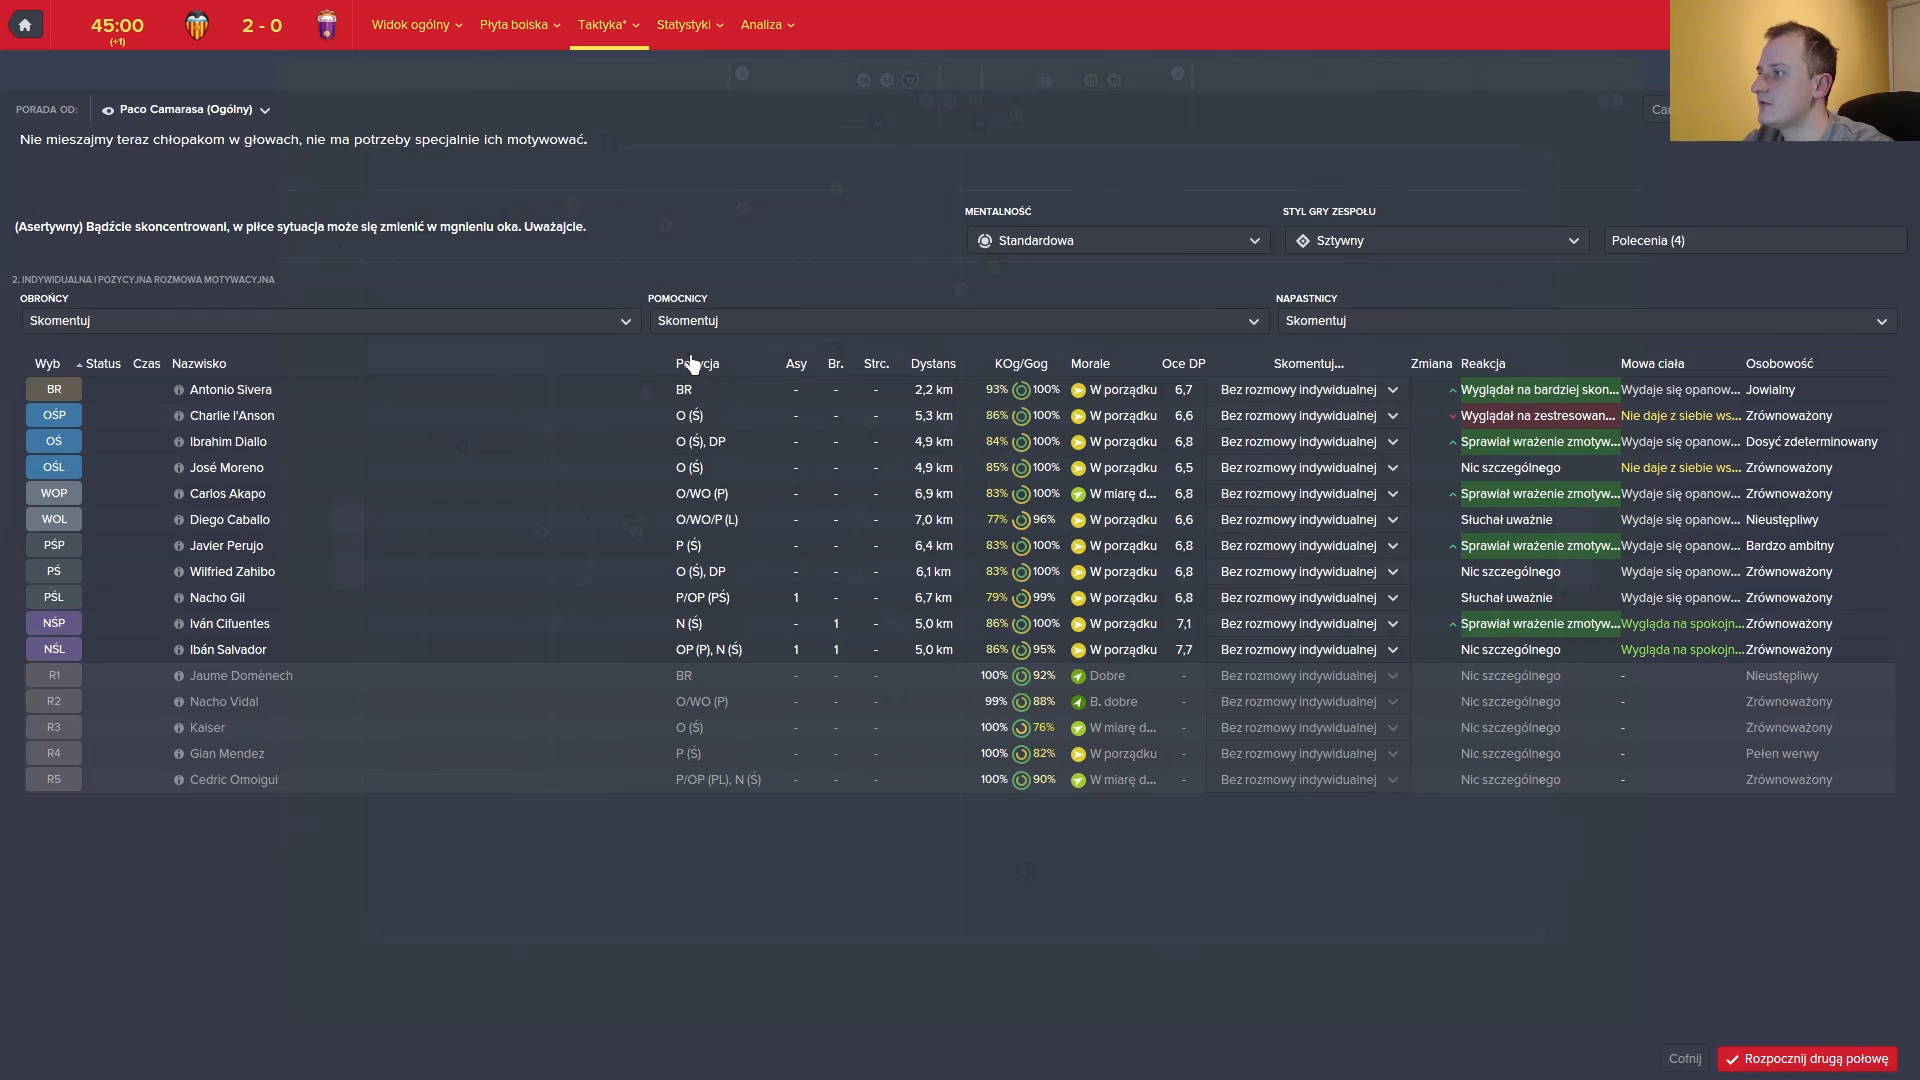 45:00 2 - 0 Widok ogólny Płyta boiska Taktyka* Statystyki Analiza
(+1)
PORADA OD: Paco Camarasa (Ogólny)
Nie mieszajmy teraz chłopakom w głowach, nie ma potrzeby specjalnie ich motywować.
MENTALNOŚĆ STYL GRY ZESPOŁU
(Asertywny) Bądźcie skoncentrowani, w piłce sytuacja może się zmienić w mgnieniu oka. Uważajcie.
Standardowa Sztywny Polecenia (4)
2. INDYWIDUALNA I POZYCYJNA ROZMOWA MOTYWACYJNA
OBROŃCY POMOCNICY NAPASTNICY
Skomentuj Skomentuj Skomentuj
Wyb Status Czas Nazwisko Pozycja Asy Br. Strc. Dystans KOg/Gog Morale Oce DP Skomentuj... Zmiana Reakcja Mowa ciała Osobowość
BR Antonio Sivera BR - - - 2,2 km 93% 100% W porządku 6,7 Bez rozmowy indywidualnej Wyglądał na bardziej skon... Wydaje się opanow... Jowialny
OŚP Charlie I'Anson O (Ś) - - - 5,3 km 86% 100% W porządku 6,6 Bez rozmowy indywidualnej Wyglądał na zestresowan... Nie daje z siebie ws... Zrównoważony
OŚ Ibrahim Diallo O (Ś), DP - - - 4,9 km 84% 100% W porządku 6,8 Bez rozmowy indywidualnej Sprawiał wrażenie zmotyw... Wydaje się opanow... Dosyć zdeterminowany
OŚL José Moreno O (Ś) - - - 4,9 km 85% 100% W porządku 6,5 Bez rozmowy indywidualnej Nic szczególnego Nie daje z siebie ws... Zrównoważony
WOP Carlos Akapo O/WO (P) - - - 6,9 km 83% 100% W miarę d... 6,8 Bez rozmowy indywidualnej Sprawiał wrażenie zmotyw... Wydaje się opanow... Zrównoważony
WOL Diego Caballo O/WO/P (L) - - - 7,0 km 77% 96% W porządku 6,6 Bez rozmowy indywidualnej Słuchał uważnie Wydaje się opanow... Nieustępliwy
PŚP Javier Perujo P (Ś) - - - 6,4 km 83% 100% W porządku 6,8 Bez rozmowy indywidualnej Sprawiał wrażenie zmotyw... Wydaje się opanow... Bardzo ambitny
PŚ Wilfried Zahibo O (Ś), DP - - - 6,1 km 83% 100% W porządku 6,8 Bez rozmowy indywidualnej Nic szczególnego Wydaje się opanow... Zrównoważony
PŚL Nacho Gil P/OP (PŚ) 1 - - 6,7 km 79% 99% W porządku 6,8 Bez rozmowy indywidualnej Słuchał uważnie Wydaje się opanow... Zrównoważony
NŚP Iván Cifuentes N (Ś) - 1 - 5,0 km 86% 100% W porządku 7,1 Bez rozmowy indywidualnej Sprawiał wrażenie zmotyw... Wygląda na spokojn... Zrównoważony
NŚL Ibán Salvador OP (P), N (Ś) 1 1 - 5,0 km 86% 95% W porządku 7,7 Bez rozmowy indywidualnej Nic szczególnego Wygląda na spokojn... Zrównoważony
R1 Jaume Domènech BR - - - 100% 92% Dobre - Bez rozmowy indywidualnej Nic szczególnego - Nieustępliwy
R2 Nacho Vidal O/WO (P) - - - 99% 88% B. dobre - Bez rozmowy indywidualnej Nic szczególnego - Zrównoważony
R3 Kaiser O (Ś) - - - 100% 76% W miarę d... - Bez rozmowy indywidualnej Nic szczególnego - Zrównoważony
R4 Gian Mendez P (Ś) - - - 100% 82% W porządku - Bez rozmowy indywidualnej Nic szczególnego - Pełen werwy
R5 Cedric Omoigui P/OP (PL), N (Ś) - - - 100% 90% W miarę d... - Bez rozmowy indywidualnej Nic szczególnego - Zrównoważony
Cofnij Rozpocznij drugą połowę